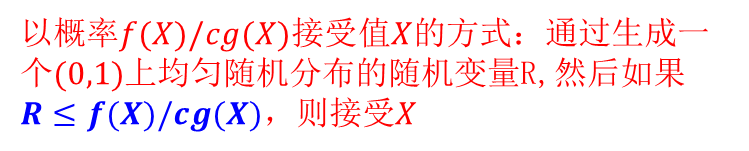 以概率f(X)/cg(X)接受值X的方式：通过生成一
个(0,1)上均匀随机分布的随机变量R,然后如果
R ≤ f(X)/cg(X)，则接受X